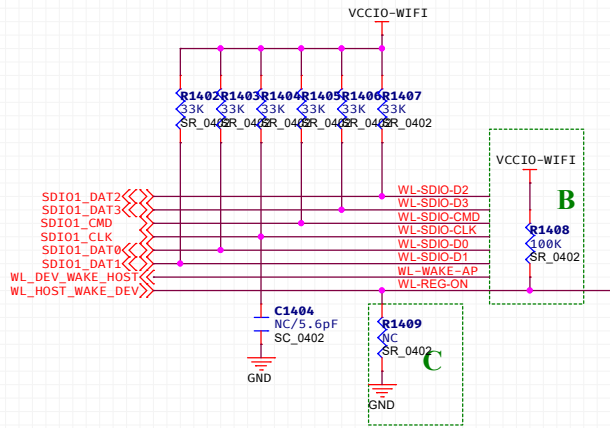 VCCIO-WIFI
R1402 R1403 R1404 R1405 R1406 R1407
33K 33K 33K 33K 33K 33K
SR_0402 SR_0402 SR_0402 SR_0402 SR_0402 SR_0402
VCCIO-WIFI
B
R1408
100K
SR_0402
SDIO1_DAT2 WL-SDIO-D2
SDIO1_DAT3 WL-SDIO-D3
SDIO1_CMD WL-SDIO-CMD
SDIO1_CLK WL-SDIO-CLK
SDIO1_DAT0 WL-SDIO-D0
SDIO1_DAT1 WL-SDIO-D1
WL_DEV_WAKE_HOST WL-WAKE-AP
WL_HOST_WAKE_DEV WL-REG-ON
C1404
NC/5.6pF
SC_0402
GND
R1409
NC
SR_0402
C
GND